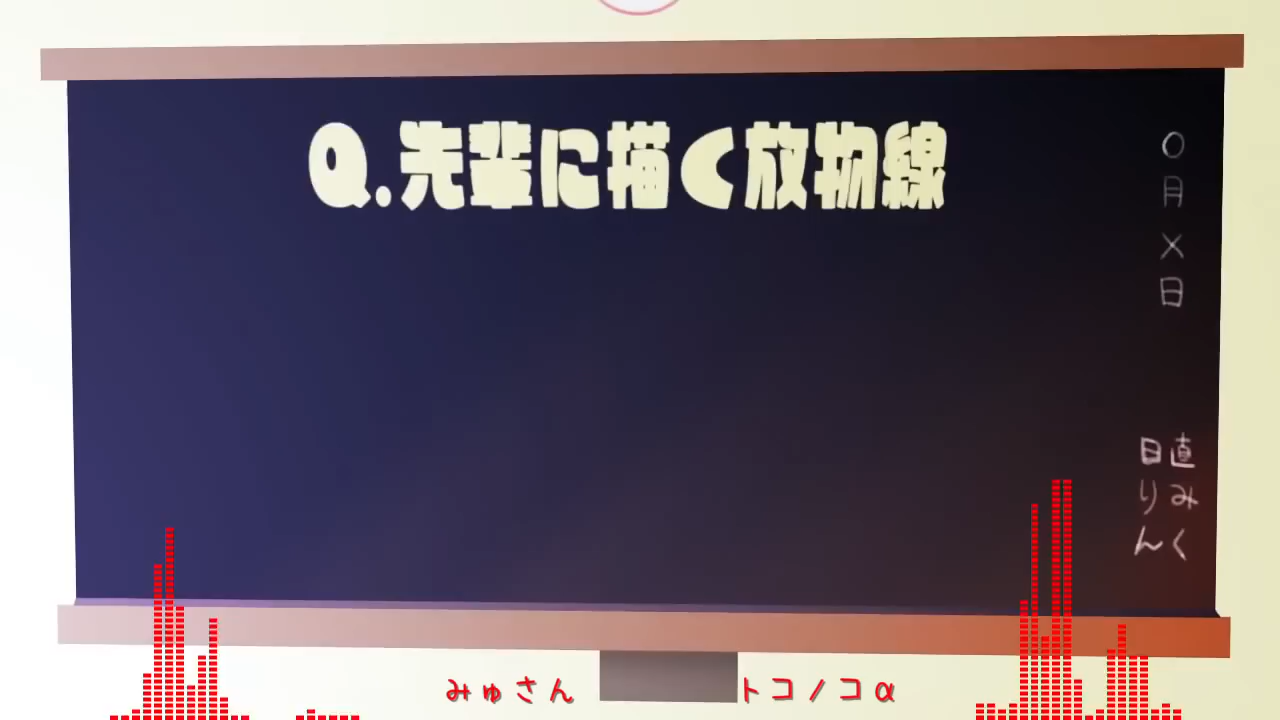 Q.先輩に描く放物線
○月×日
日直
りみ
んく
みゅさん
トコノコα